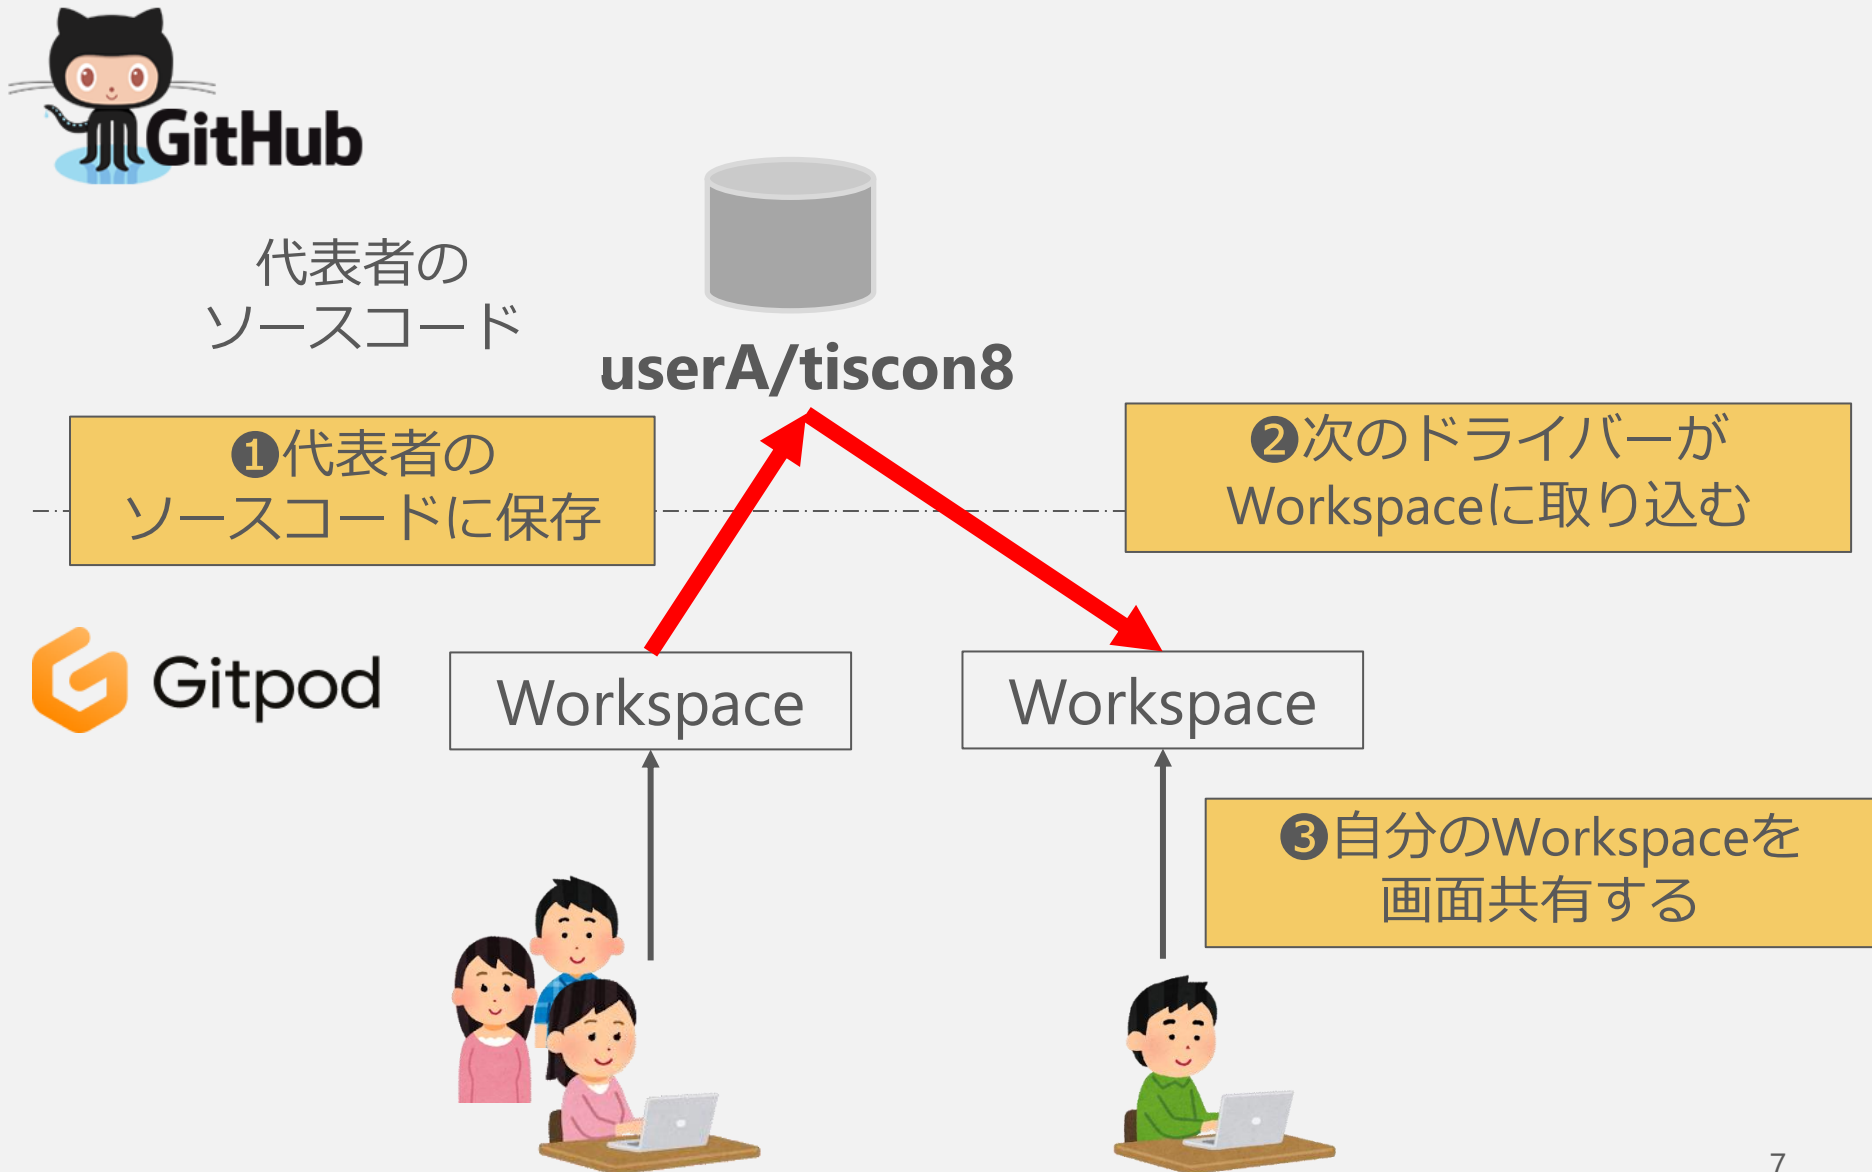 GitHub
代表者の
ソースコード
userA/tiscon8
❶代表者の
ソースコードに保存
❷次のドライバーが
Workspaceに取り込む
Gitpod
Workspace
Workspace
❸自分のWorkspaceを
画面共有する
7